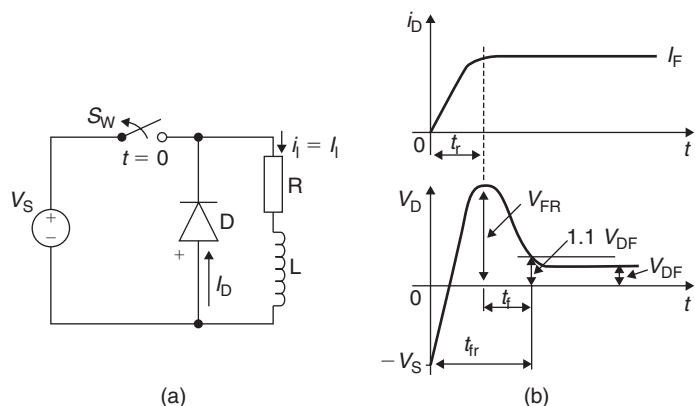 S_W
t = 0
V_S
+
−
D
+
I_D
i_l = I_l
R
L
(a)
i_D
I_F
0
t_r
t
V_D
V_FR
1.1 V_DF
V_DF
0
t_f
t
t_fr
−V_S
(b)